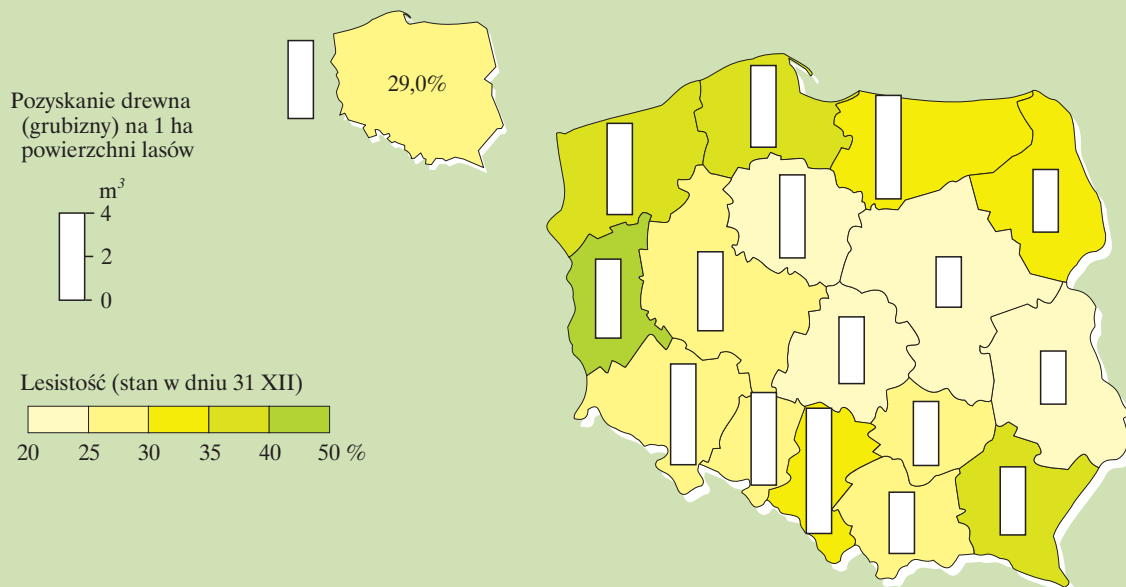 29,0%
Pozyskanie drewna
(grubizny) na 1 ha
powierzchni lasów
m³
4
2
0
Lesistość (stan w dniu 31 XII)
20 25 30 35 40 50 %